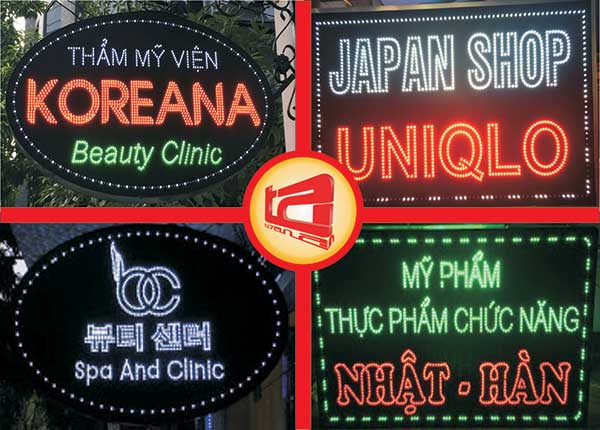 THẨM MỸ VIỆN
KOREANA
Beauty Clinic
JAPAN SHOP
UNIQLO
bc
뷰티 센터
Spa And Clinic
MỸ PHẨM
THỰC PHẨM CHỨC NĂNG
NHẬT - HÀN